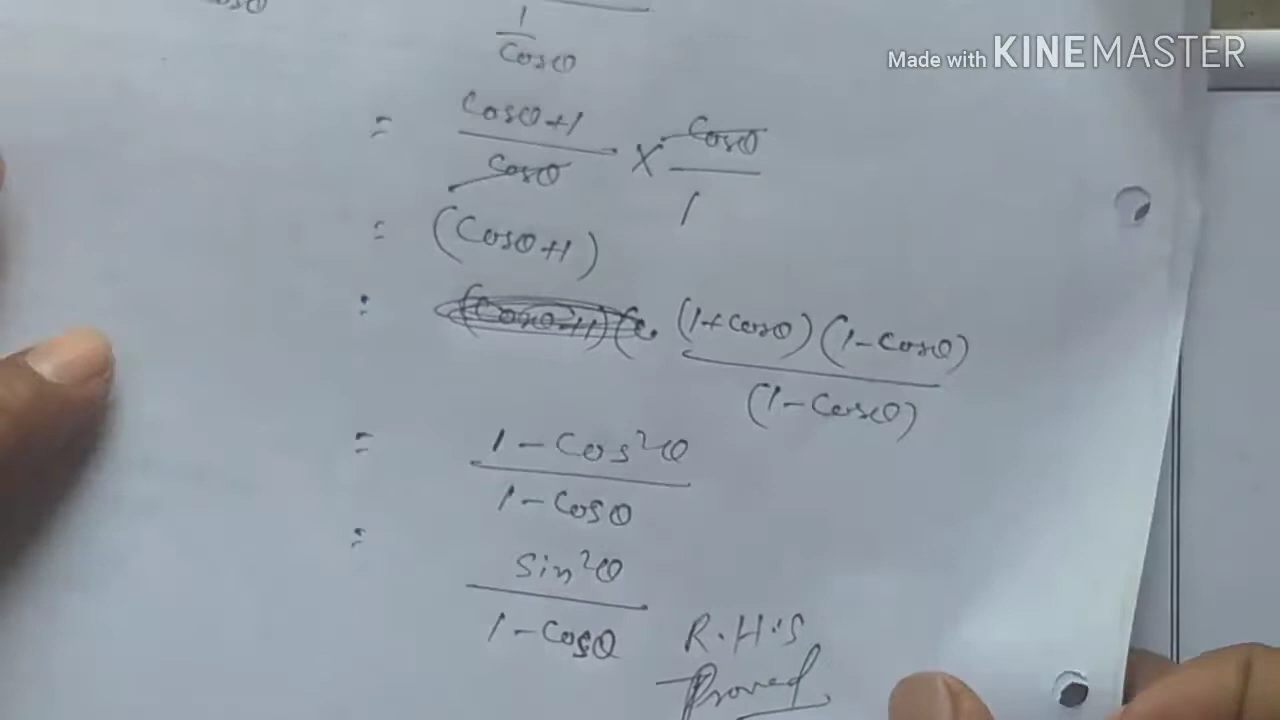 Made with KINEMASTER
cosθ
1
Cosθ
= Cosθ+1 / Cosθ × Cosθ / 1
= (Cosθ+1)
= (1+cosθ)(1-cosθ) / (1-cosθ)
= 1-Cos²θ / 1-Cosθ
= Sin²θ / 1-Cosθ R.H.S
Proved